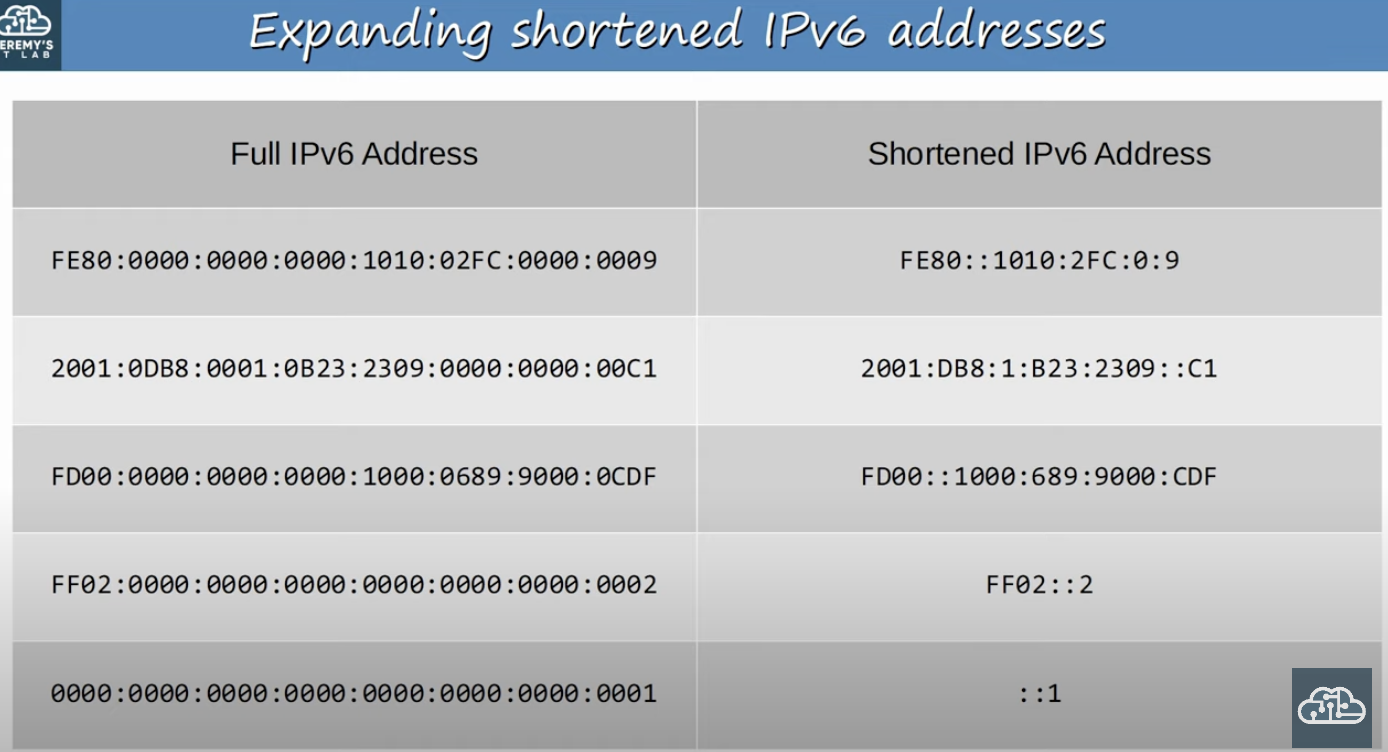 EREMY'S
T LAB
Expanding shortened IPv6 addresses
Full IPv6 Address
Shortened IPv6 Address
FE80:0000:0000:0000:1010:02FC:0000:0009
FE80::1010:2FC:0:9
2001:0DB8:0001:0B23:2309:0000:0000:00C1
2001:DB8:1:B23:2309::C1
FD00:0000:0000:0000:1000:0689:9000:0CDF
FD00::1000:689:9000:CDF
FF02:0000:0000:0000:0000:0000:0000:0002
FF02::2
0000:0000:0000:0000:0000:0000:0000:0001
::1